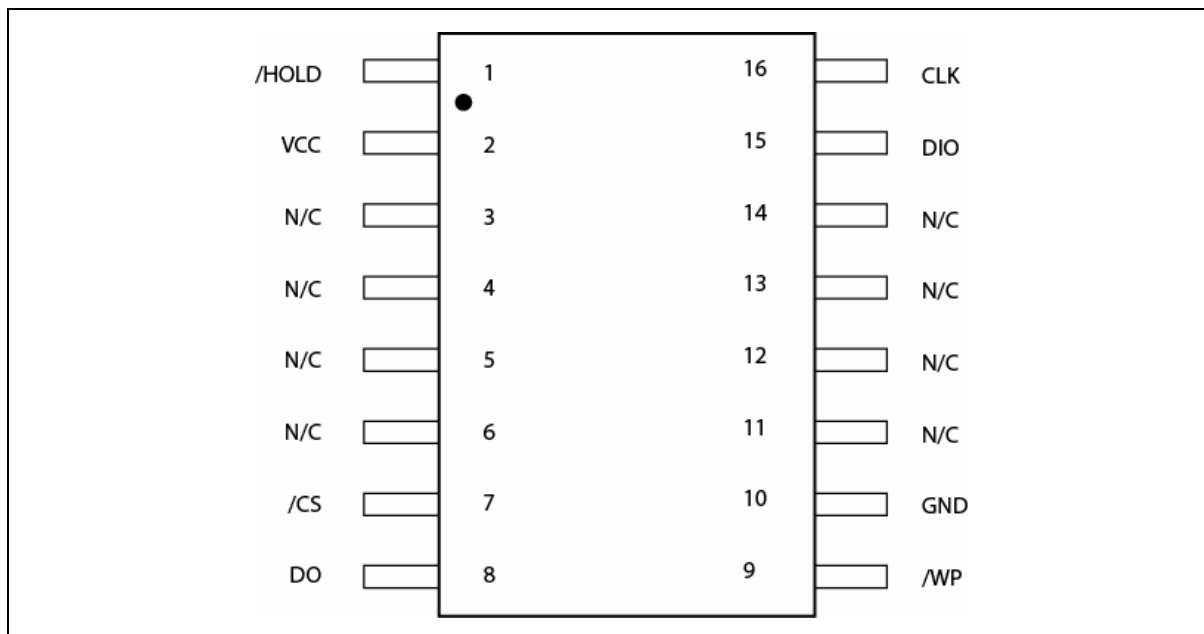 /HOLD 1 16 CLK
VCC 2 15 DIO
N/C 3 14 N/C
N/C 4 13 N/C
N/C 5 12 N/C
N/C 6 11 N/C
/CS 7 10 GND
DO 8 9 /WP